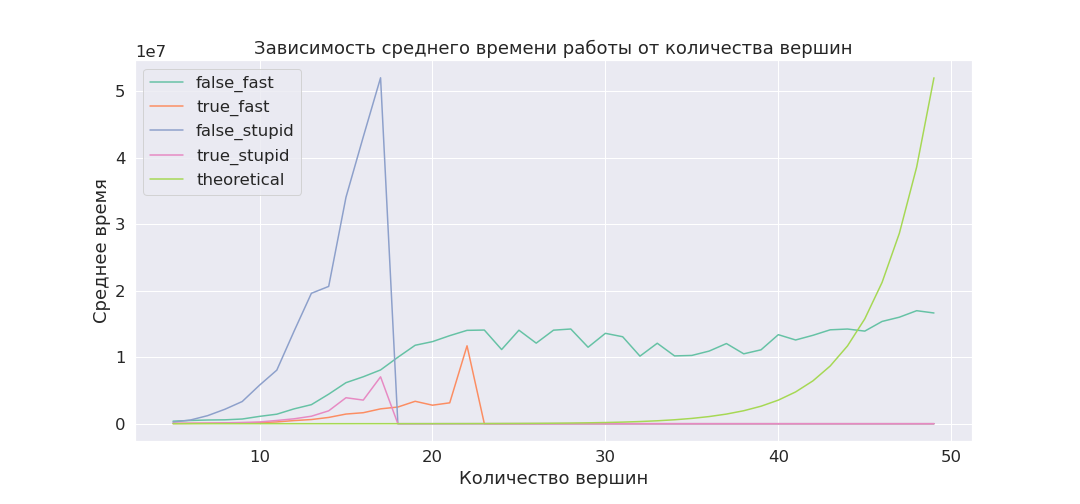 Зависимость среднего времени работы от количества вершин
1e7
false_fast
true_fast
false_stupid
true_stupid
theoretical
5
4
3
2
1
0
Среднее время
10
20
30
40
50
Количество вершин